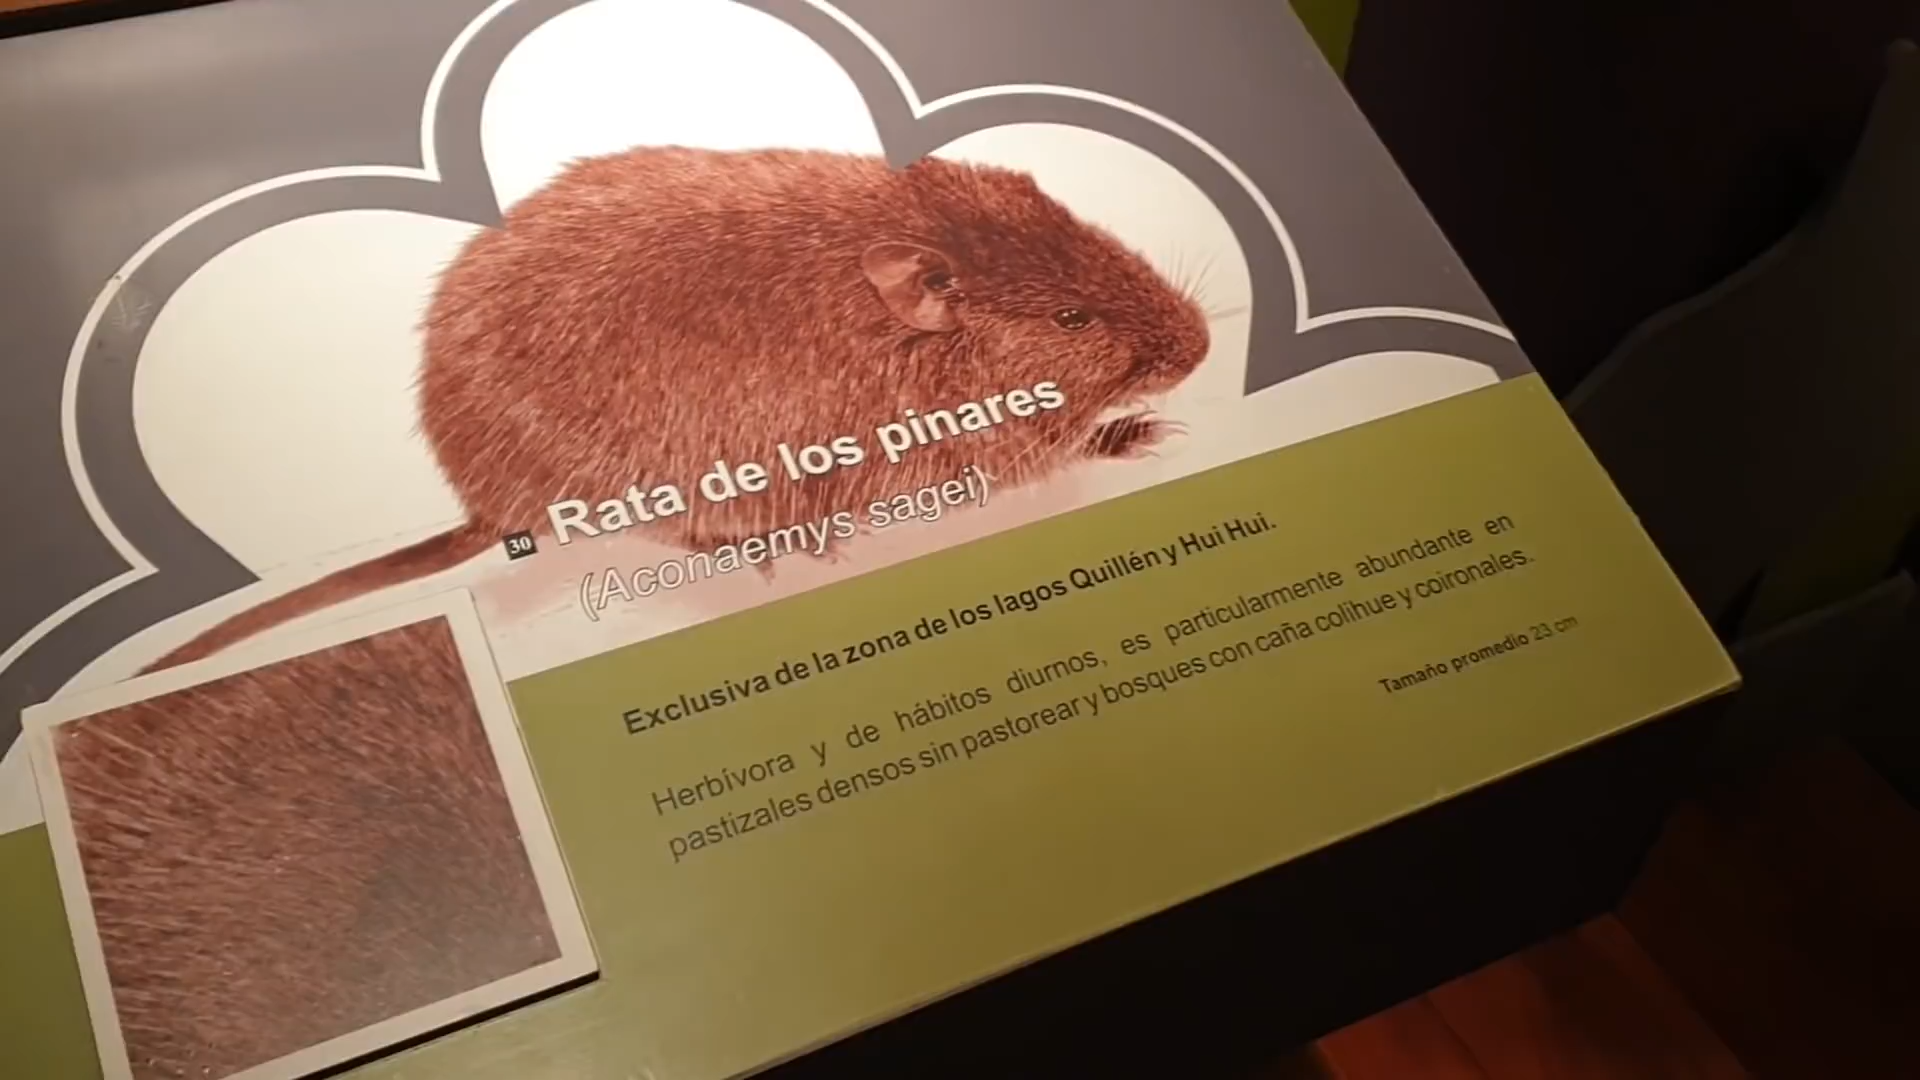 30 Rata de los pinares
(Aconaemys sagei)
Exclusiva de la zona de los lagos Quillén y Hui Hui.
Herbívora y de hábitos diurnos, es particularmente abundante en
pastizales densos sin pastorear y bosques con caña colihue y coironales.
Tamaño promedio 23 cm